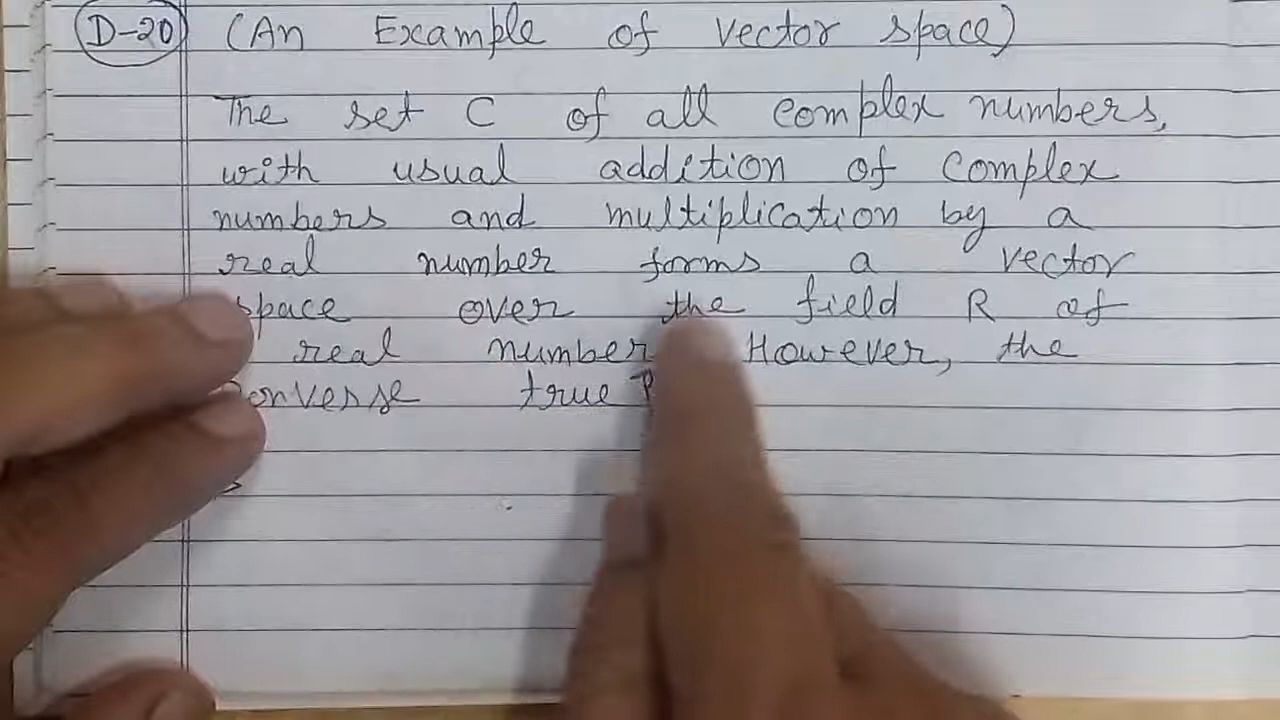 D-20 (An Example of vector space)
The set C of all complex numbers,
with usual addition of complex
numbers and multiplication by a
real number forms a vector
space over the field R of
real number However, the
converse true?